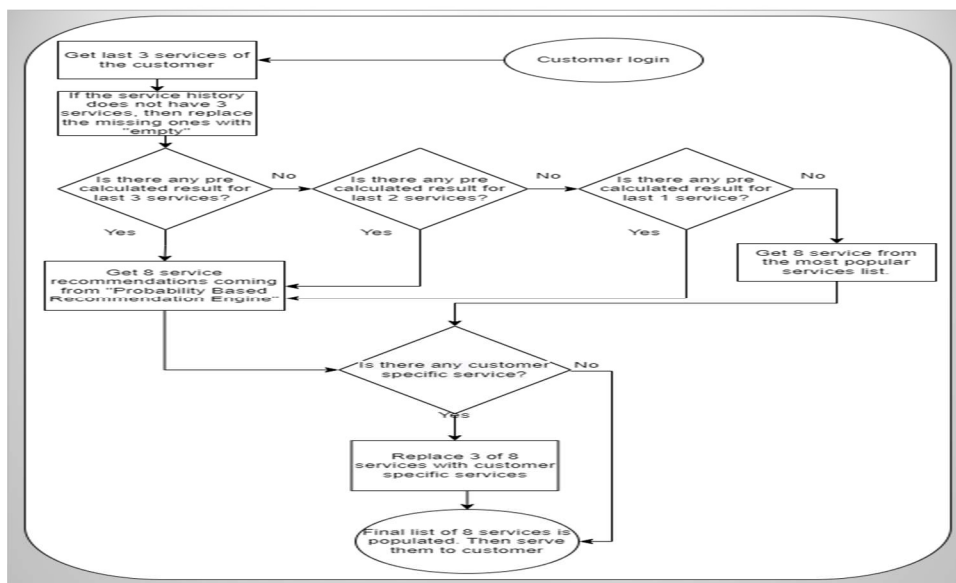 Customer login
Get last 3 services of
the customer
If the service history
does not have 3
services, then replace
the missing ones with
"empty"
Is there any pre
calculated result for
last 3 services?
No
Is there any pre
calculated result for
last 2 services?
No
Is there any pre
calculated result for
last 1 service?
No
Yes
Yes
Yes
Get 8 service
recommendations coming
from "Probability Based
Recommendation Engine"
Get 8 service from
the most popular
services list.
Is there any customer
specific service?
No
Yes
Replace 3 of 8
services with customer
specific services
Final list of 8 services is
populated. Then serve
them to customer